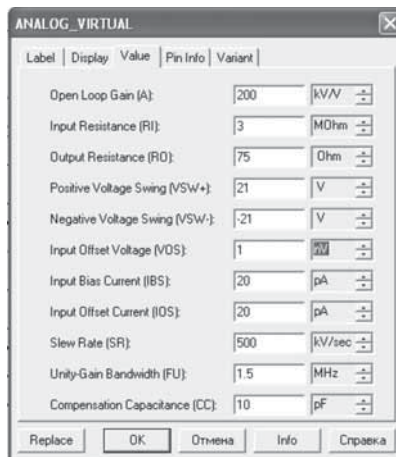 ANALOG_VIRTUAL
Label Display Value Pin Info Variant
Open Loop Gain (A): 200 kV/V
Input Resistance (RI): 3 MOhm
Output Resistance (RO): 75 Ohm
Positive Voltage Swing (VSW+): 21 V
Negative Voltage Swing (VSW-): -21 V
Input Offset Voltage (VOS): 1
Input Bias Current (IBS): 20 pA
Input Offset Current (IOS): 20 pA
Slew Rate (SR): 500 kV/sec
Unity-Gain Bandwidth (FU): 1.5 MHz
Compensation Capacitance (CC): 10 pF
Replace OK Отмена Info Справка